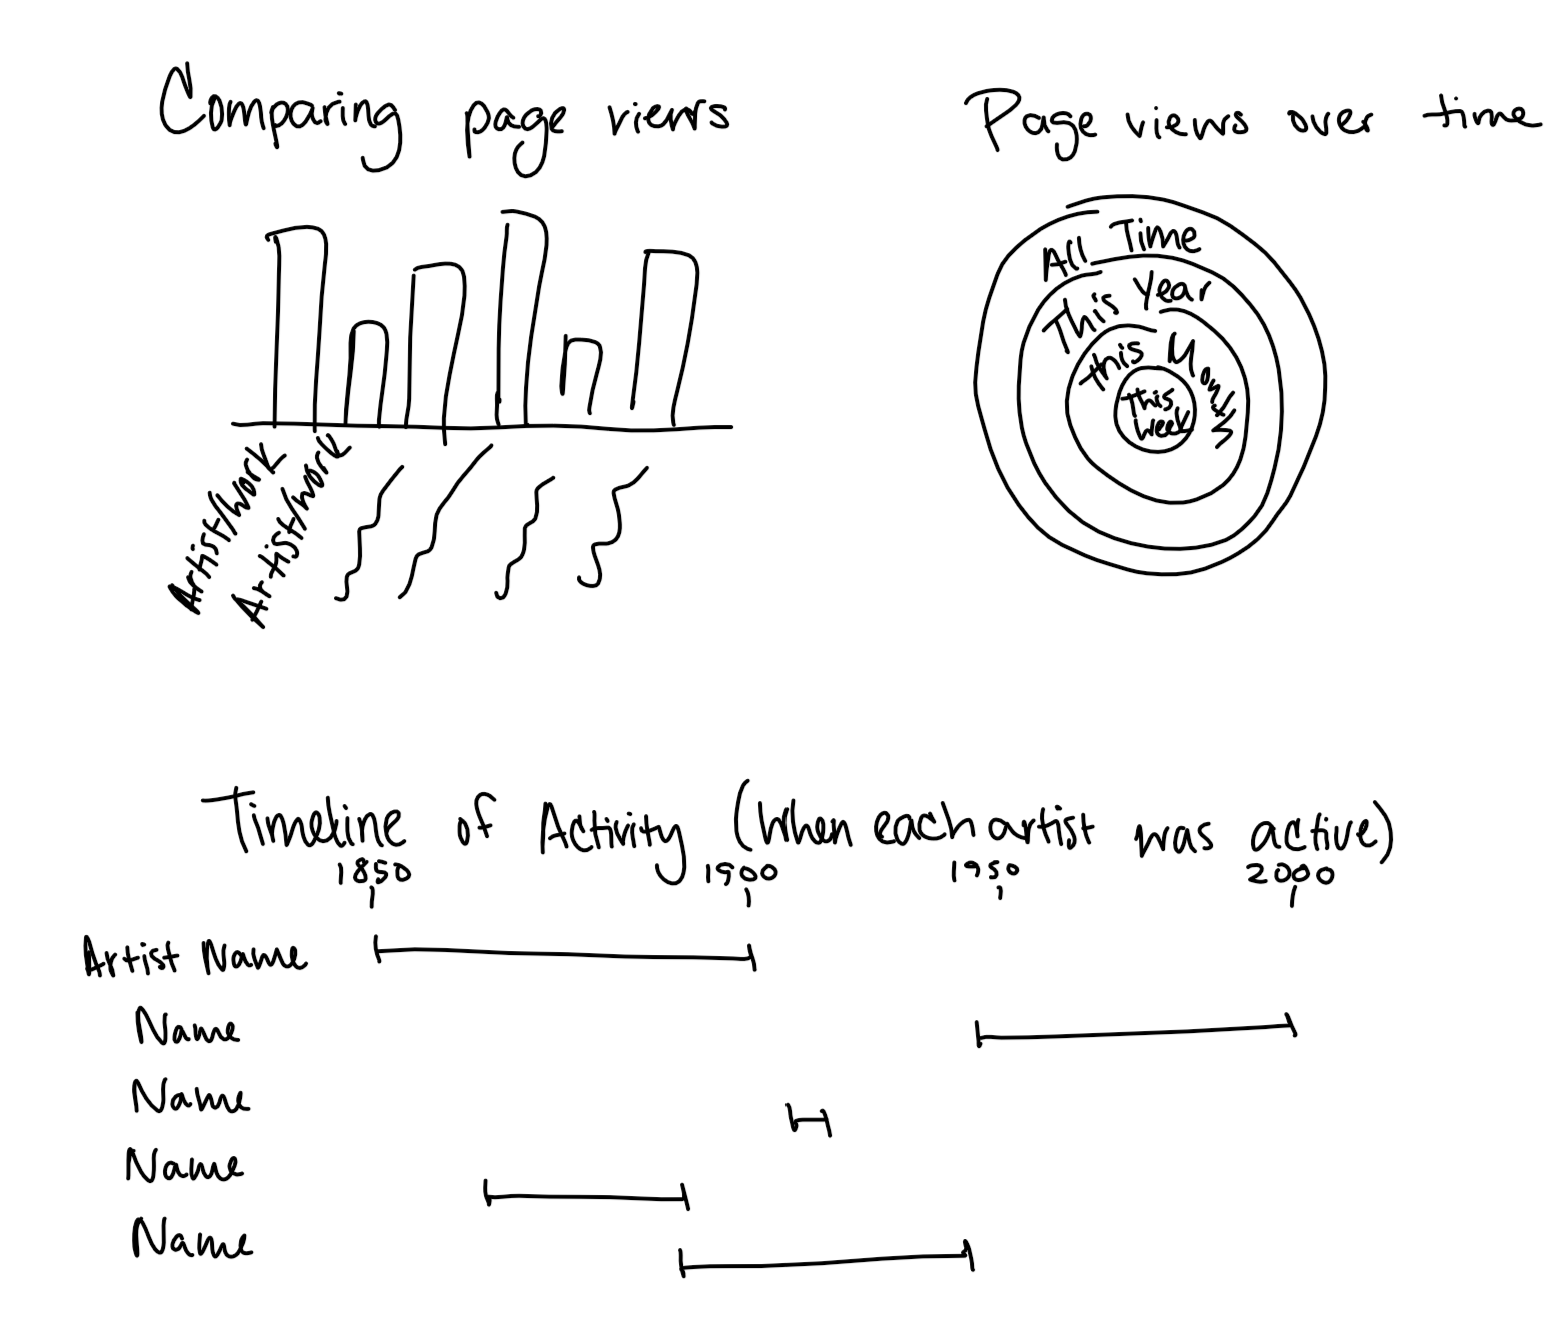 Comparing page views
Artist/work
Artist/work
Page views over time
All Time
This Year
This Month
This
Week
Timeline of Activity (When each artist was active)
1850 1900 1950 2000
Artist Name
Name
Name
Name
Name